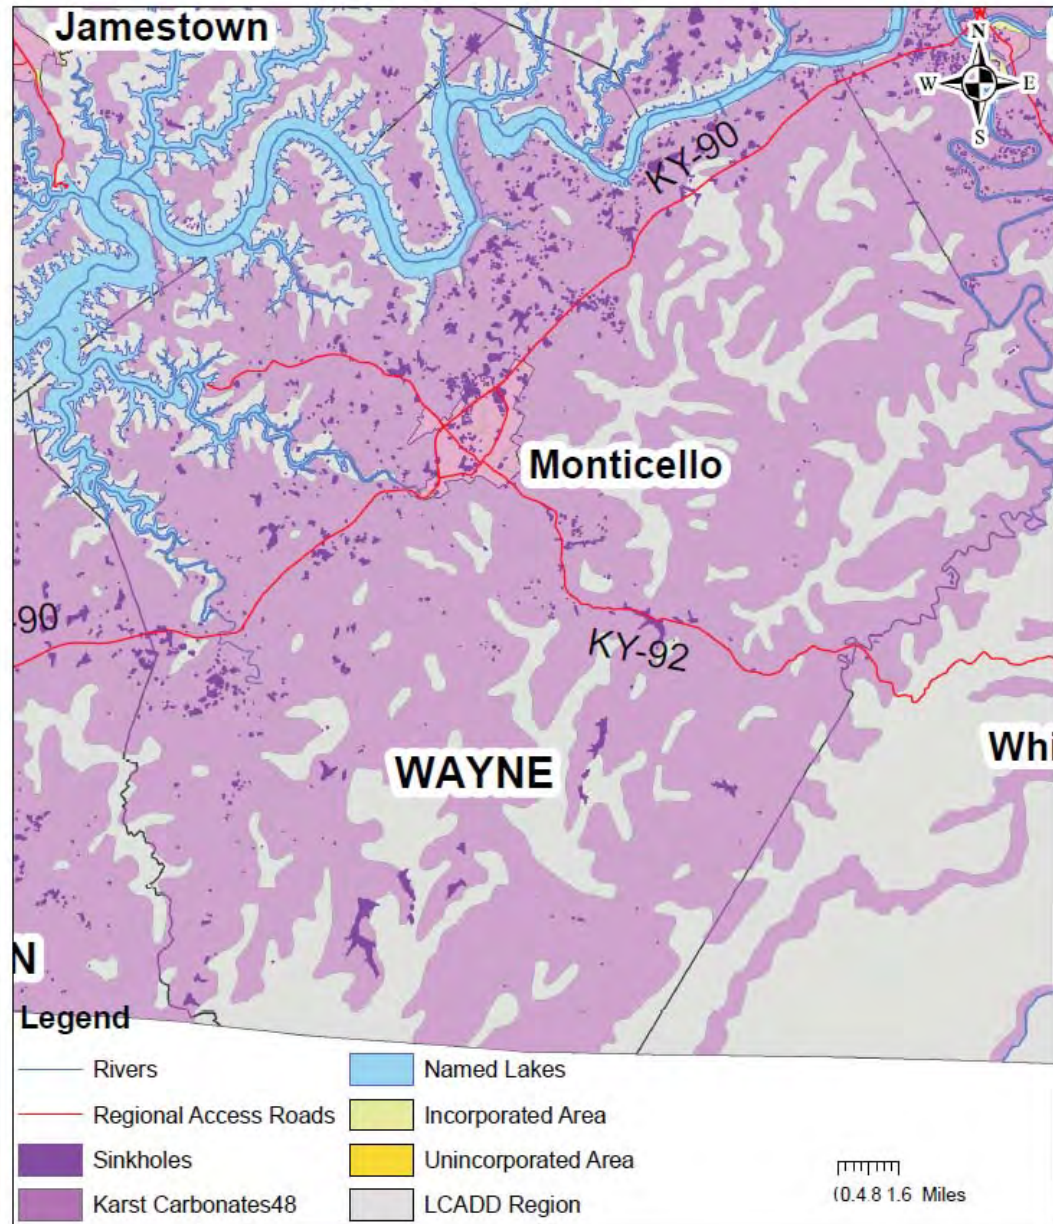 Jamestown
N
W E
S
KY-90
Monticello
-90
KY-92
WAYNE
Whi
N
Legend
Rivers
Named Lakes
Regional Access Roads
Incorporated Area
Sinkholes
Unincorporated Area
Karst Carbonates48
LCADD Region
(0.4.8 1.6 Miles